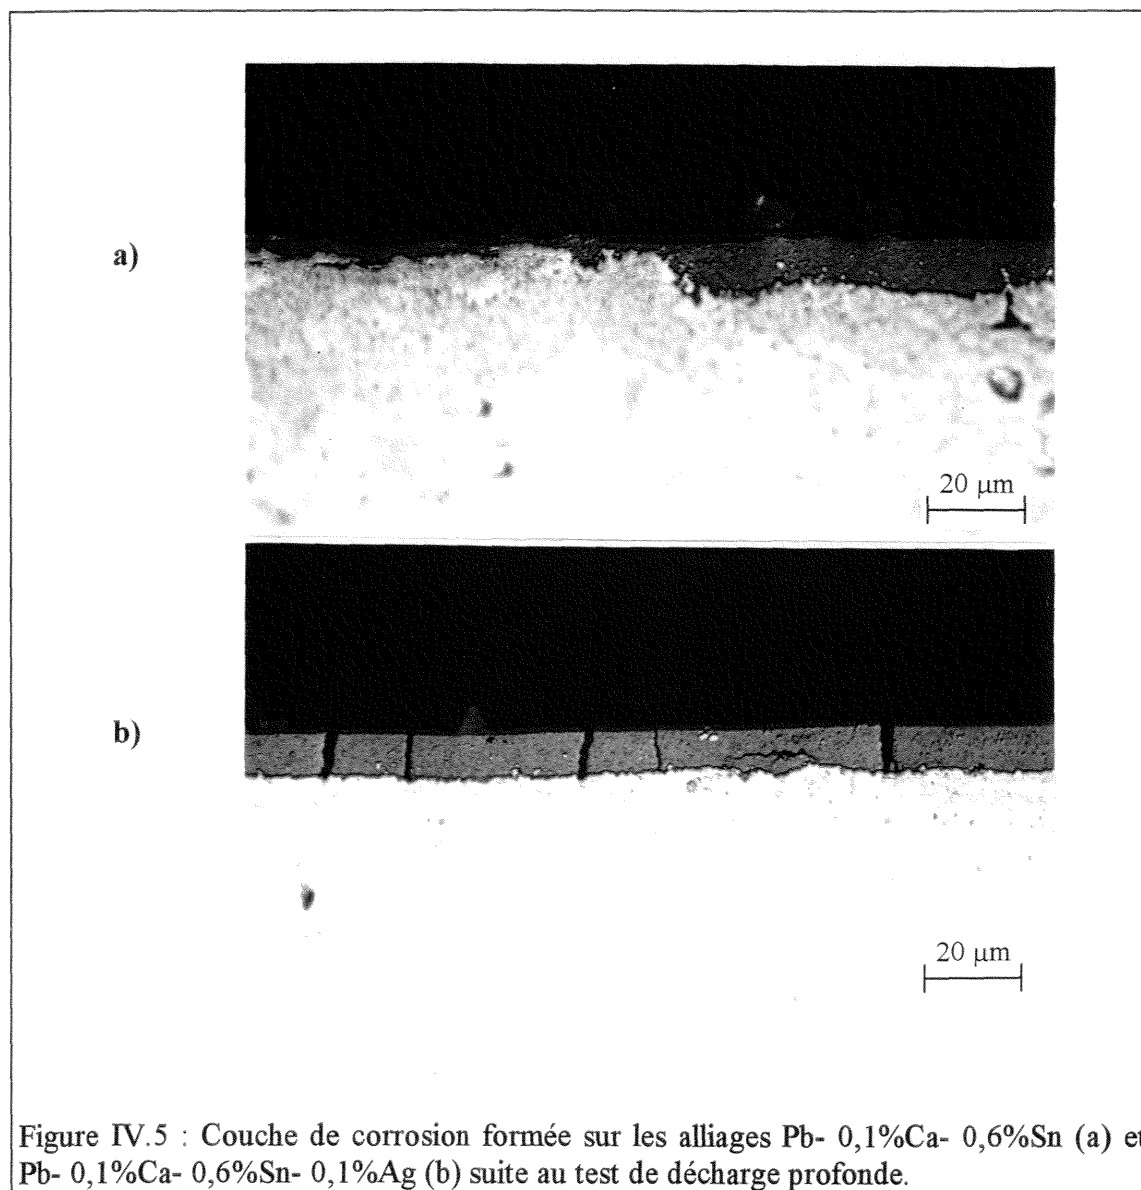 a)
20 µm
b)
20 µm
Figure IV.5 : Couche de corrosion formée sur les alliages Pb- 0,1%Ca- 0,6%Sn (a) et
Pb- 0,1%Ca- 0,6%Sn- 0,1%Ag (b) suite au test de décharge profonde.